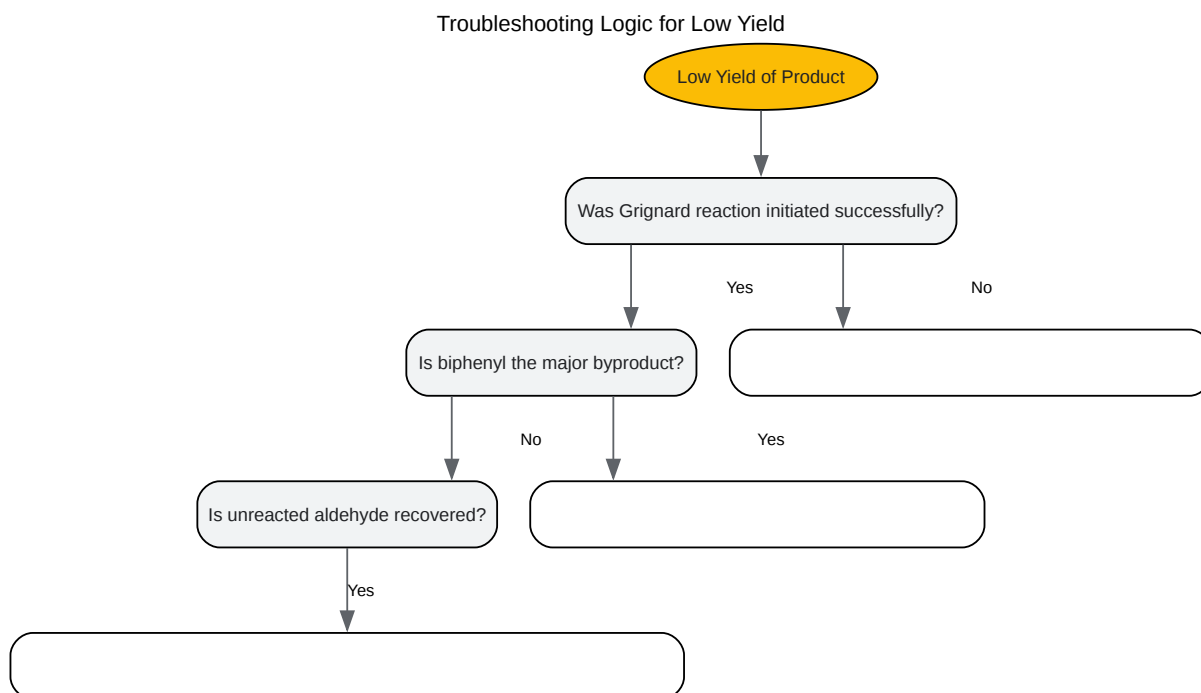 Troubleshooting Logic for Low Yield
Low Yield of Product
Was Grignard reaction initiated successfully?
Yes
No
Is biphenyl the major byproduct?
No
Yes
Is unreacted aldehyde recovered?
Yes